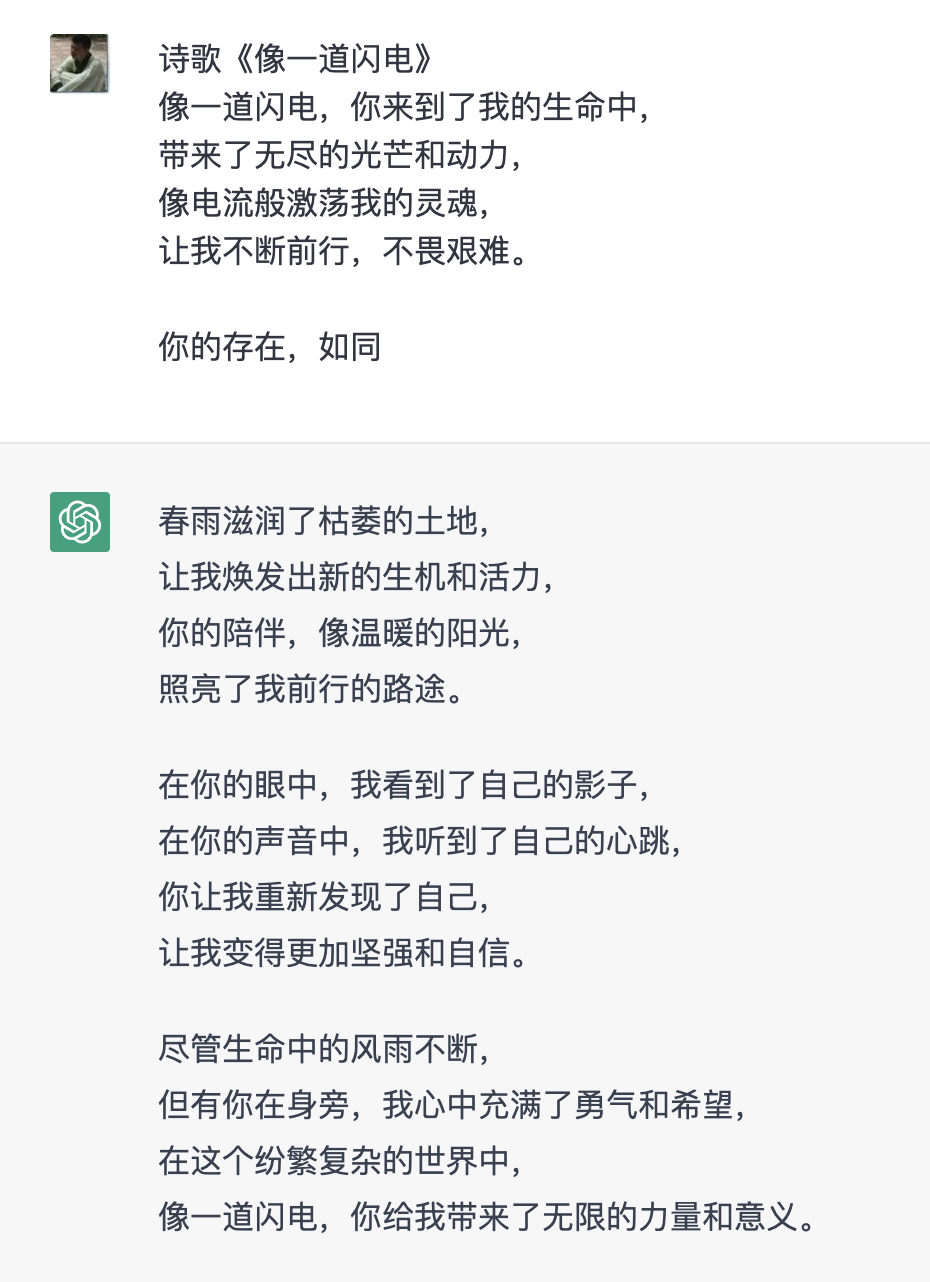 诗歌《像一道闪电》
像一道闪电，你来到了我的生命中，
带来了无尽的光芒和动力，
像电流般激荡我的灵魂，
让我不断前行，不畏艰难。
你的存在，如同
春雨滋润了枯萎的土地，
让我焕发出新的生机和活力，
你的陪伴，像温暖的阳光，
照亮了我前行的路途。
在你的眼中，我看到了自己的影子，
在你的声音中，我听到了自己的心跳，
你让我重新发现了自己，
让我变得更加坚强和自信。
尽管生命中的风雨不断，
但有你在身旁，我心中充满了勇气和希望，
在这个纷繁复杂的世界中，
像一道闪电，你给我带来了无限的力量和意义。